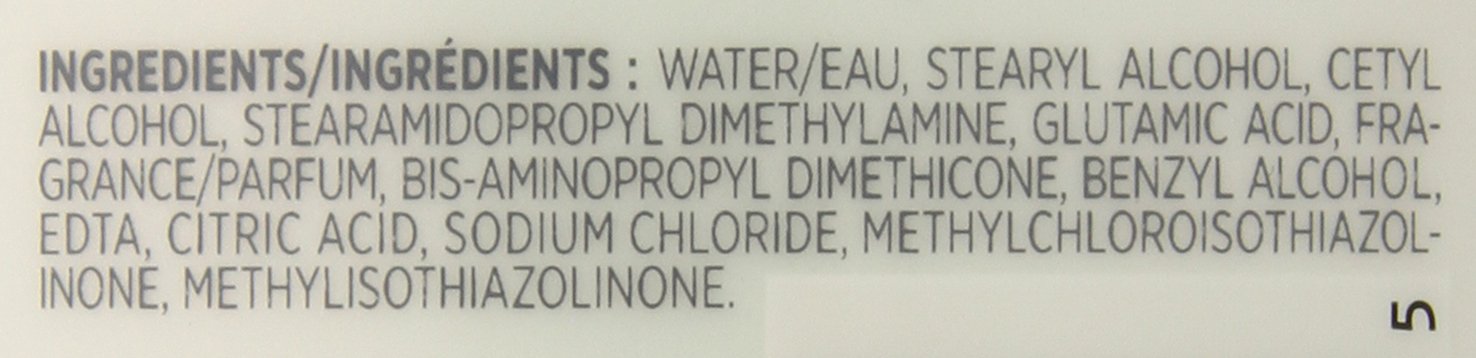 INGREDIENTS/INGRÉDIENTS : WATER/EAU, STEARYL ALCOHOL, CETYL
ALCOHOL, STEARAMIDOPROPYL DIMETHYLAMINE, GLUTAMIC ACID, FRA-
GRANCE/PARFUM, BIS-AMINOPROPYL DIMETHICONE, BENZYL ALCOHOL,
EDTA, CITRIC ACID, SODIUM CHLORIDE, METHYLCHLOROISOTHIAZOL-
INONE, METHYLISOTHIAZOLINONE.
5